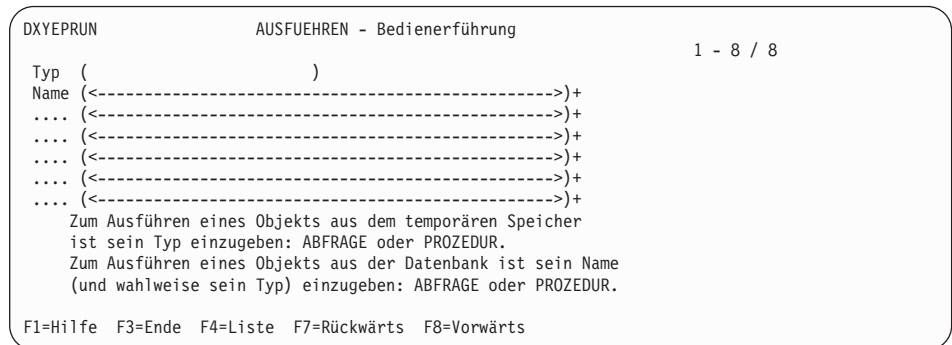 DXYEPRUN AUSFUEHREN - Bedienerführung
1 - 8 / 8
Typ ( )
Name (<------------------------------------------------>)+
.... (<------------------------------------------------>)+
.... (<------------------------------------------------>)+
.... (<------------------------------------------------>)+
.... (<------------------------------------------------>)+
.... (<------------------------------------------------>)+
Zum Ausführen eines Objekts aus dem temporären Speicher
ist sein Typ einzugeben: ABFRAGE oder PROZEDUR.
Zum Ausführen eines Objekts aus der Datenbank ist sein Name
(und wahlweise sein Typ) einzugeben: ABFRAGE oder PROZEDUR.
F1=Hilfe F3=Ende F4=Liste F7=Rückwärts F8=Vorwärts